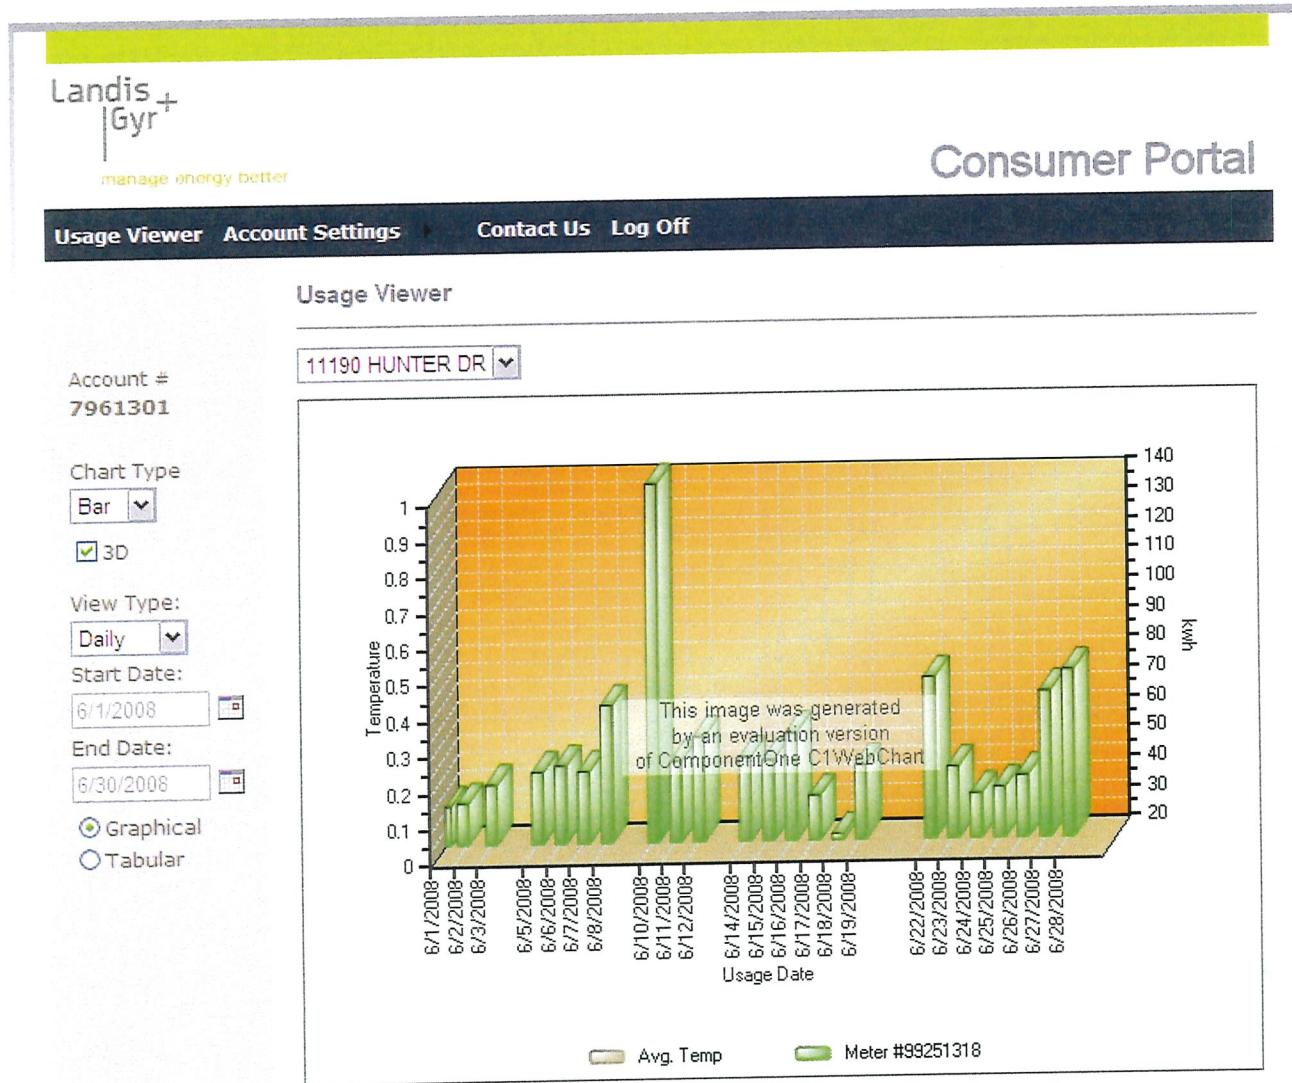 Landis
Gyr+
manage energy better
Consumer Portal
Usage Viewer Account Settings Contact Us Log Off
Usage Viewer
11190 HUNTER DR
Account #
7961301
Chart Type
Bar
3D
View Type:
Daily
Start Date:
6/1/2008
End Date:
6/30/2008
Graphical
Tabular
Temperature
1
0.9
0.8
0.7
0.6
0.5
0.4
0.3
0.2
0.1
0
140
130
120
110
100
90
80
70
60
50
40
30
20
kwh
This image was generated
by an evaluation version
of ComponentOne C1WebChart
6/1/2008
6/2/2008
6/3/2008
6/5/2008
6/6/2008
6/7/2008
6/8/2008
6/10/2008
6/11/2008
6/12/2008
6/14/2008
6/15/2008
6/16/2008
6/17/2008
6/18/2008
6/19/2008
6/22/2008
6/23/2008
6/24/2008
6/25/2008
6/26/2008
6/27/2008
6/28/2008
Usage Date
Avg. Temp
Meter #99251318